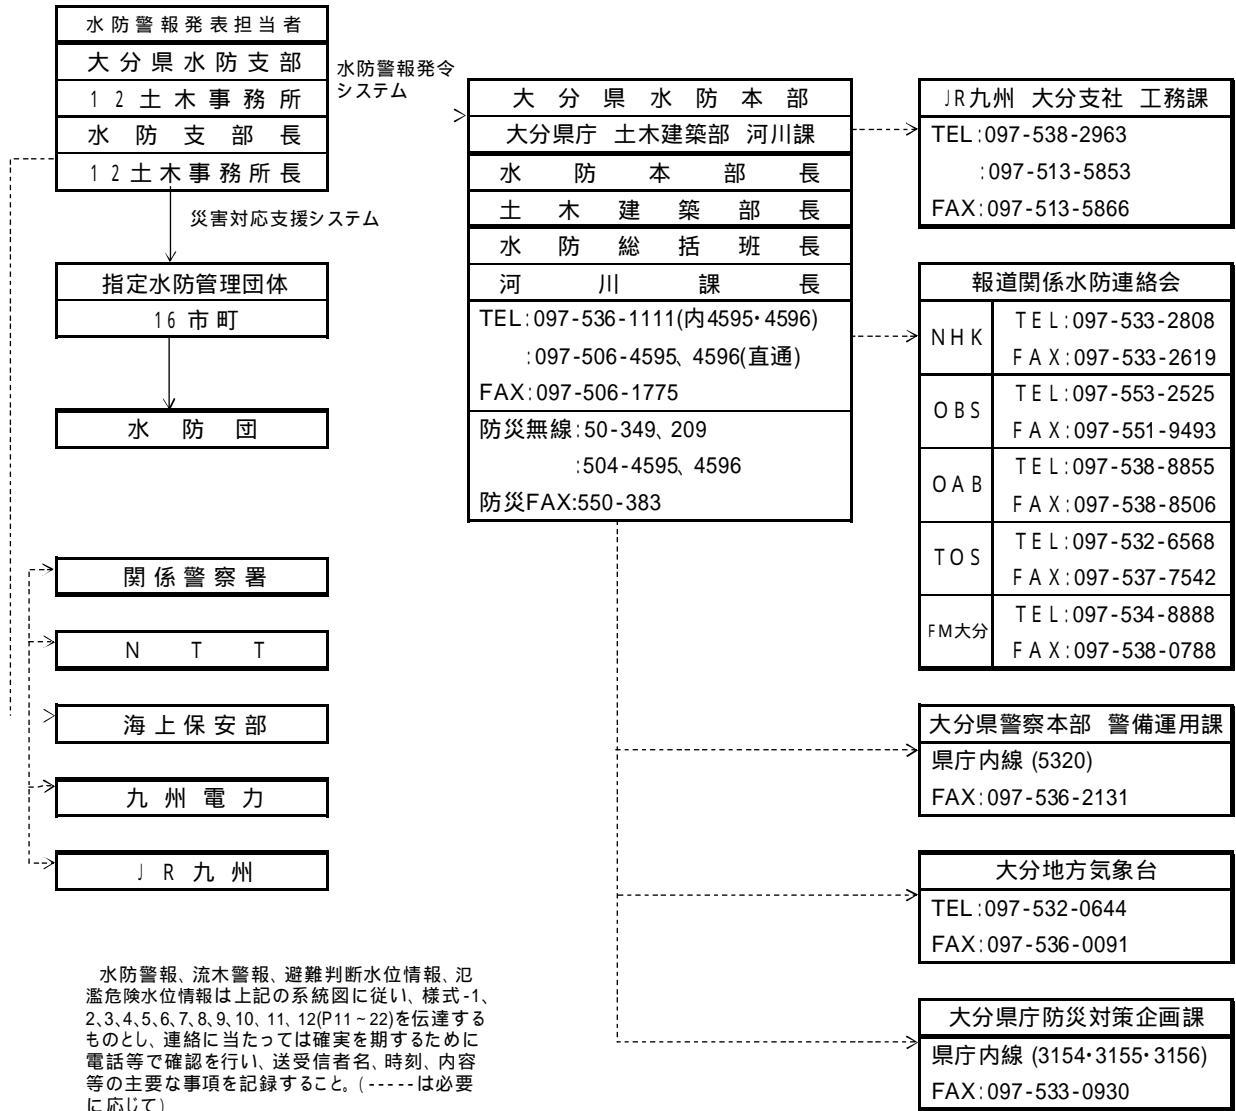 水防警報発表担当者
大分県水防支部
12土木事務所
水防支部長
12土木事務所長
水防警報発令
システム
災害対応支援システム
指定水防管理団体
16市町
水防団
関係警察署
NTT
海上保安部
九州電力
JR九州
水防警報、流木警報、避難判断水位情報、氾
濫危険水位情報は上記の系統図に従い、様式-1、
2、3、4、5、6、7、8、9、10、11、12(P11~22)を伝達する
ものとし、連絡に当たっては確実を期するために
電話等で確認を行い、送受信者名、時刻、内容
等の主要な事項を記録すること。(-----は必要
に応じて)
大分県水防本部
大分県庁 土木建築部 河川課
水防本部長
土木建築部長
水防総括班長
河川課長
TEL:097-536-1111(内4595・4596)
:097-506-4595、4596(直通)
FAX:097-506-1775
防災無線:50-349、209
:504-4595、4596
防災FAX:550-383
JR九州 大分支社 工務課
TEL:097-538-2963
:097-513-5853
FAX:097-513-5866
報道関係水防連絡会
NHK
TEL:097-533-2808
FAX:097-533-2619
OBS
TEL:097-553-2525
FAX:097-551-9493
OAB
TEL:097-538-8855
FAX:097-538-8506
TOS
TEL:097-532-6568
FAX:097-537-7542
FM大分
TEL:097-534-8888
FAX:097-538-0788
大分県警察本部 警備運用課
県庁内線 (5320)
FAX:097-536-2131
大分地方気象台
TEL:097-532-0644
FAX:097-536-0091
大分県庁防災対策企画課
県庁内線 (3154・3155・3156)
FAX:097-533-0930